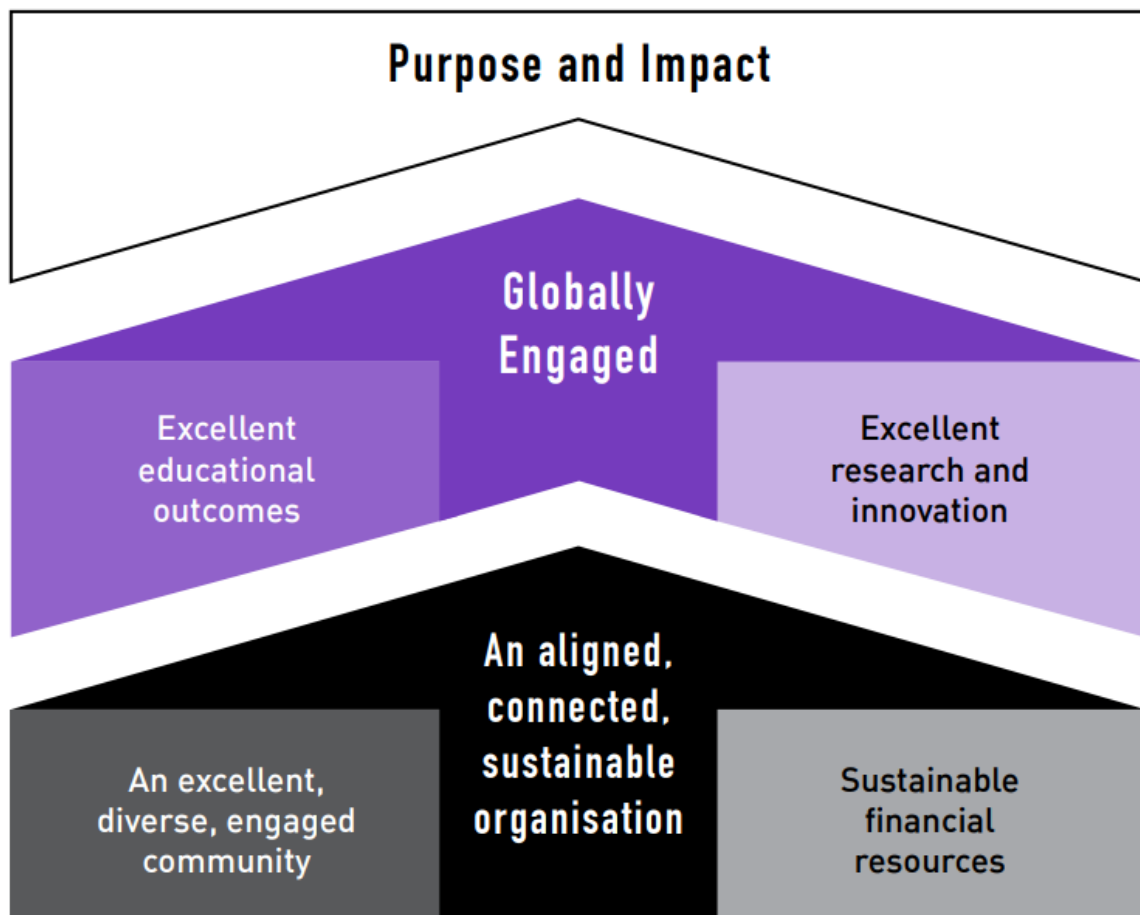 Purpose and Impact
Globally
Engaged
Excellent
educational
outcomes
Excellent
research and
innovation
An aligned,
connected,
sustainable
organisation
An excellent,
diverse, engaged
community
Sustainable
financial
resources